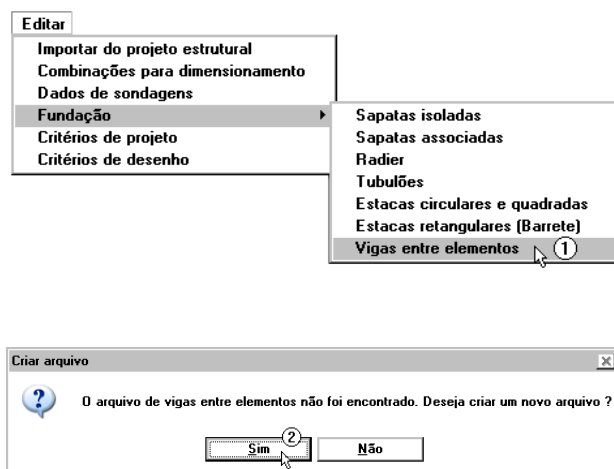 Editar
Importar do projeto estrutural
Combinações para dimensionamento
Dados de sondagens
Fundação
Critérios de projeto
Critérios de desenho
Sapatas isoladas
Sapatas associadas
Radier
Tubulões
Estacas circulares e quadradas
Estacas retangulares (Barrete)
Vigas entre elementos 1
Criar arquivo
O arquivo de vigas entre elementos não foi encontrado. Deseja criar um novo arquivo ?
Sim 2 Não